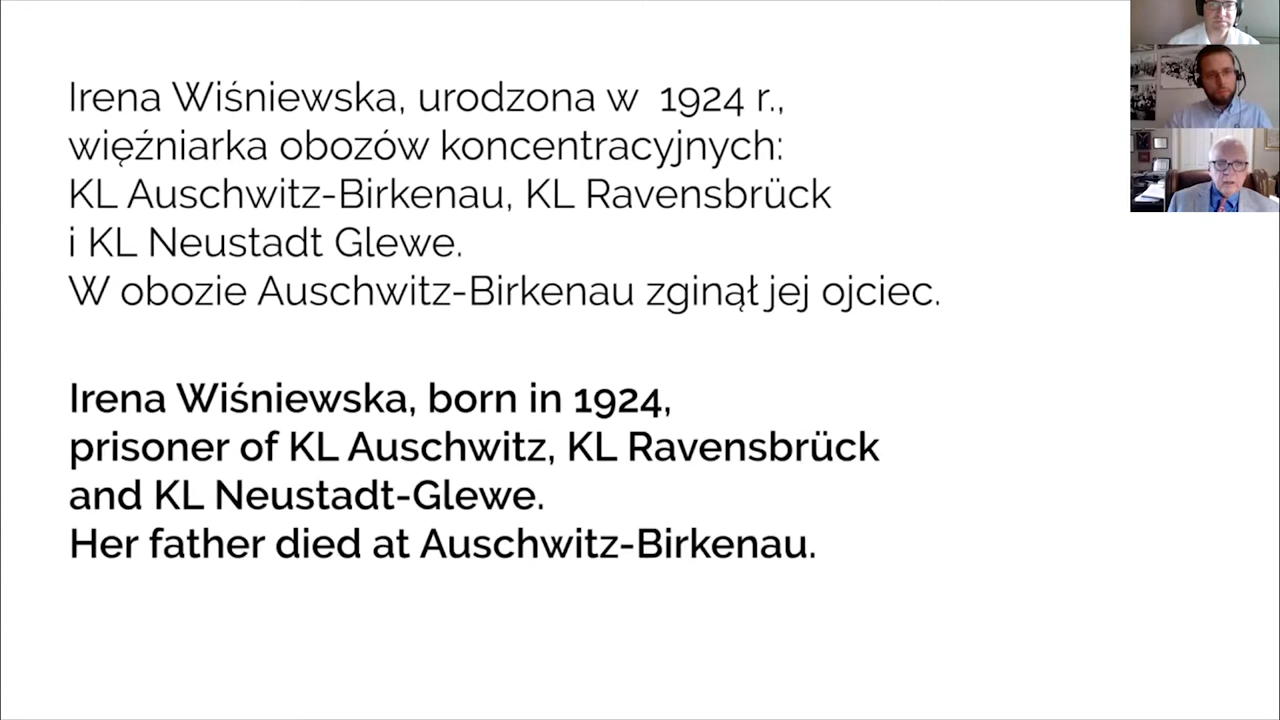 Irena Wiśniewska, urodzona w 1924 r.,
więźniarka obozów koncentracyjnych:
KL Auschwitz-Birkenau, KL Ravensbrück
i KL Neustadt Glewe.
W obozie Auschwitz-Birkenau zginął jej ojciec.
Irena Wiśniewska, born in 1924,
prisoner of KL Auschwitz, KL Ravensbrück
and KL Neustadt-Glewe.
Her father died at Auschwitz-Birkenau.